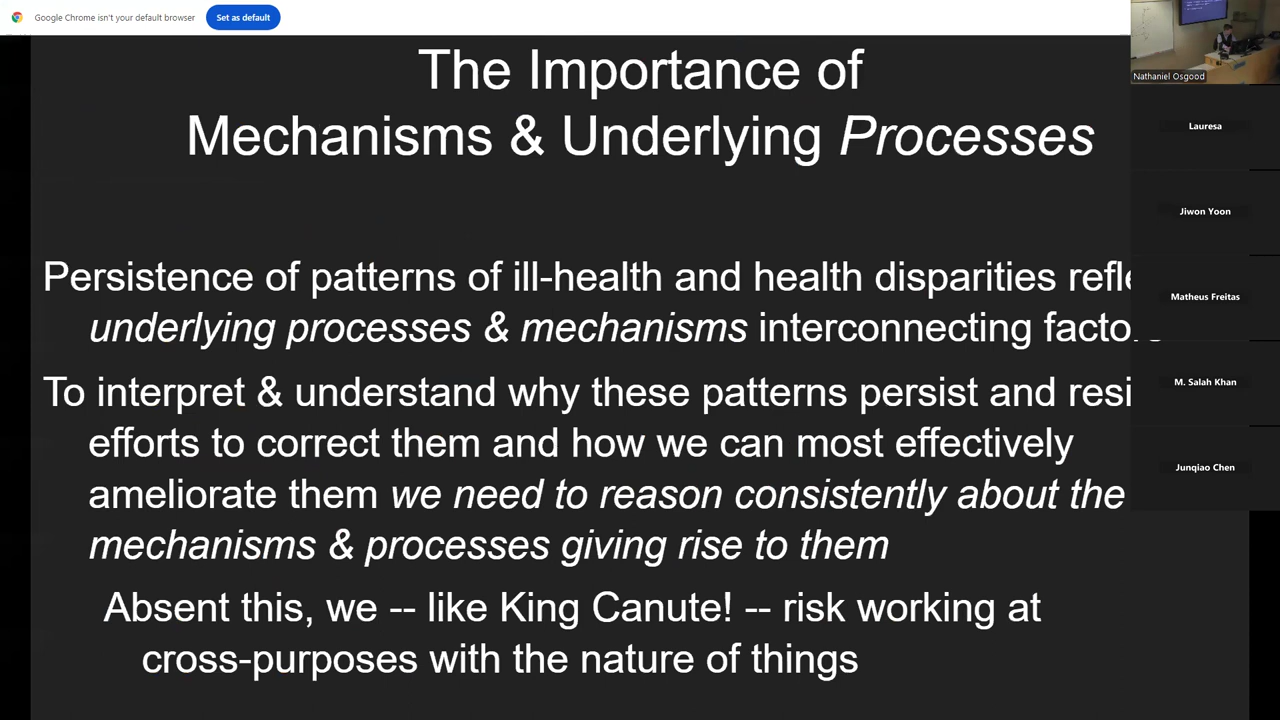 Google Chrome isn't your default browser
Set as default
The Importance of
Mechanisms & Underlying Processes
Persistence of patterns of ill-health and health disparities
underlying processes & mechanisms interconnecting
To interpret & understand why these patterns persist and
efforts to correct them and how we can most effectively
ameliorate them we need to reason consistently about the
mechanisms & processes giving rise to them
Absent this, we -- like King Canute! -- risk working at
cross-purposes with the nature of things
Nathaniel Osgood
Lauresa
Jiwon Yoon
Matheus Freitas
M. Salah Khan
Junqiao Chen